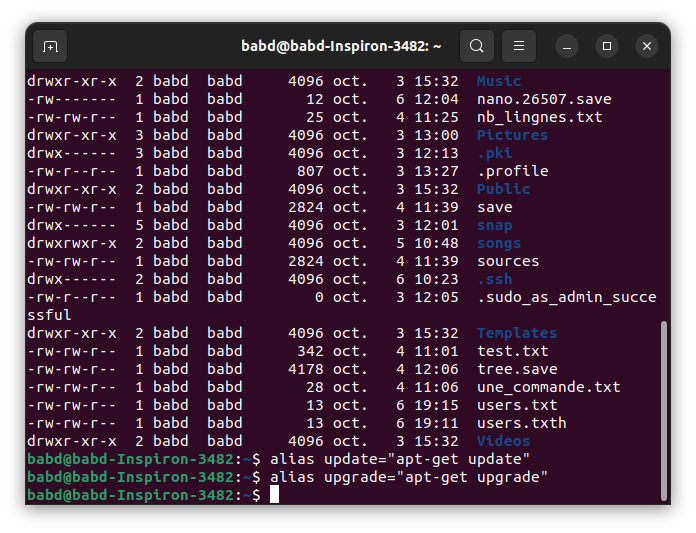 babd@babd-Inspiron-3482: ~
drwxr-xr-x  2 babd  babd     4096 oct.   3 15:32  Music
-rw-------  1 babd  babd       12 oct.   6 12:04  nano.26507.save
-rw-rw-r--  1 babd  babd       25 oct.   4 11:25  nb_lingnes.txt
drwxr-xr-x  3 babd  babd     4096 oct.   3 13:00  Pictures
drwx------  3 babd  babd     4096 oct.   3 12:13  .pki
-rw-r--r--  1 babd  babd      807 oct.   3 13:27  .profile
drwxr-xr-x  2 babd  babd     4096 oct.   3 15:32  Public
-rw-rw-r--  1 babd  babd     2824 oct.   4 11:39  save
drwx------  5 babd  babd     4096 oct.   3 12:01  snap
drwxrwxr-x  2 babd  babd     4096 oct.   5 10:48  songs
-rw-rw-r--  1 babd  babd     2824 oct.   4 11:39  sources
drwx------  2 babd  babd     4096 oct.   6 10:23  .ssh
-rw-r--r--  1 babd  babd        0 oct.   3 12:05  .sudo_as_admin_succe
ssful
drwxr-xr-x  2 babd  babd     4096 oct.   3 15:32  Templates
-rw-rw-r--  1 babd  babd      342 oct.   4 11:01  test.txt
-rw-rw-r--  1 babd  babd     4178 oct.   4 12:06  tree.save
-rw-rw-r--  1 babd  babd       28 oct.   4 11:06  une_commande.txt
-rw-rw-r--  1 babd  babd       13 oct.   6 19:15  users.txt
-rw-rw-r--  1 babd  babd       13 oct.   6 19:11  users.txth
drwxr-xr-x  2 babd  babd     4096 oct.   3 15:32  Videos
babd@babd-Inspiron-3482:~$ alias update="apt-get update"
babd@babd-Inspiron-3482:~$ alias upgrade="apt-get upgrade"
babd@babd-Inspiron-3482:~$